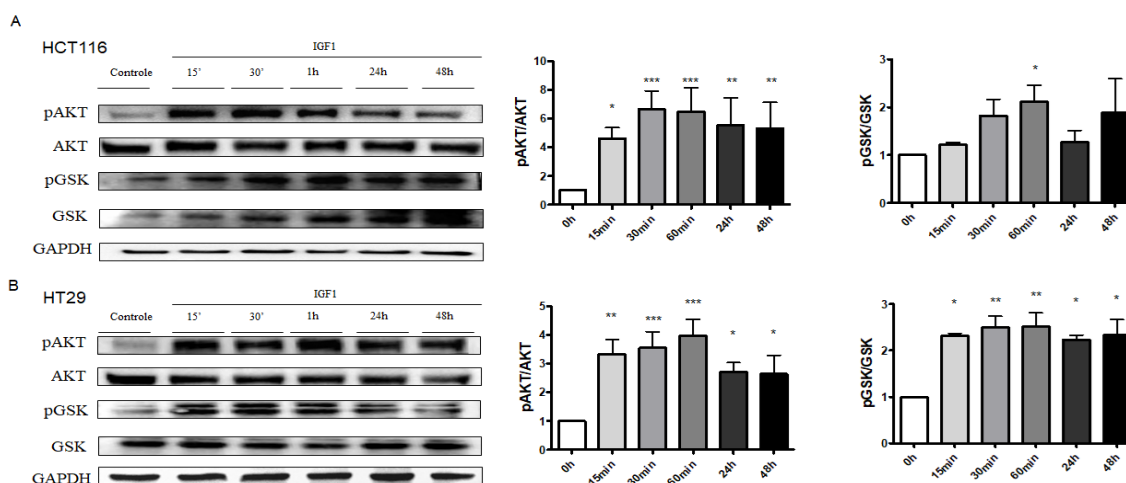 A
HCT116
IGF1
Controle 15' 30' 1h 24h 48h
pAKT
AKT
pGSK
GSK
GAPDH
pAKT/AKT
10
8
6
4
2
0
* *** *** ** **
0h 15min 30min 60min 24h 48h
pGSK/GSK
3
2
1
0
*
0h 15min 30min 60min 24h 48h
B
HT29
IGF1
Controle 15' 30' 1h 24h 48h
pAKT
AKT
pGSK
GSK
GAPDH
pAKT/AKT
5
4
3
2
1
0
** *** *** * *
0h 15min 30min 60min 24h 48h
pGSK/GSK
3
2
1
0
* ** ** * *
0h 15min 30min 60min 24h 48h